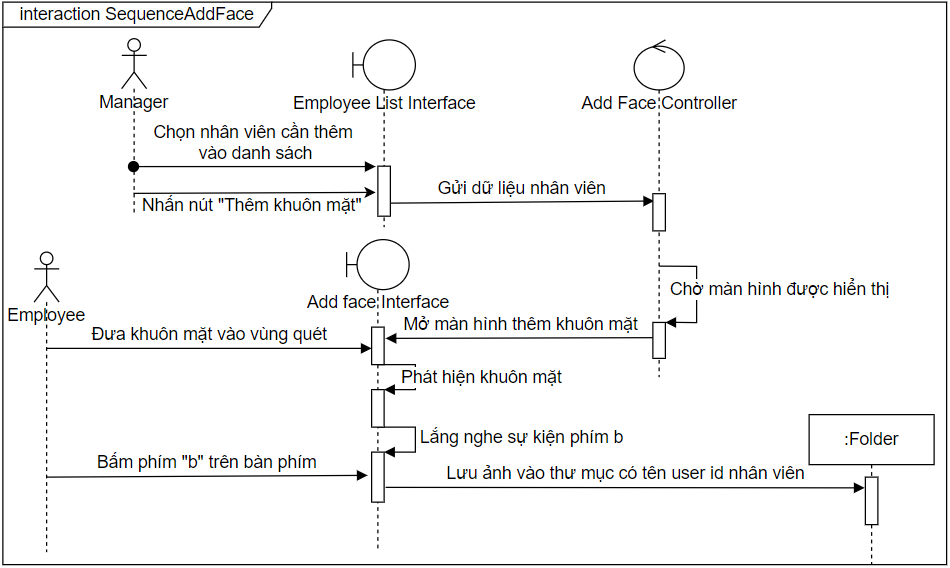 interaction SequenceAddFace
Manager
Employee List Interface
Add Face Controller
Chọn nhân viên cần thêm
vào danh sách
Nhấn nút "Thêm khuôn mặt"
Gửi dữ liệu nhân viên
Employee
Add face Interface
Chờ màn hình được hiển thị
Mở màn hình thêm khuôn mặt
Đưa khuôn mặt vào vùng quét
Phát hiện khuôn mặt
Lắng nghe sự kiện phím b
:Folder
Bấm phím "b" trên bàn phím
Lưu ảnh vào thư mục có tên user id nhân viên